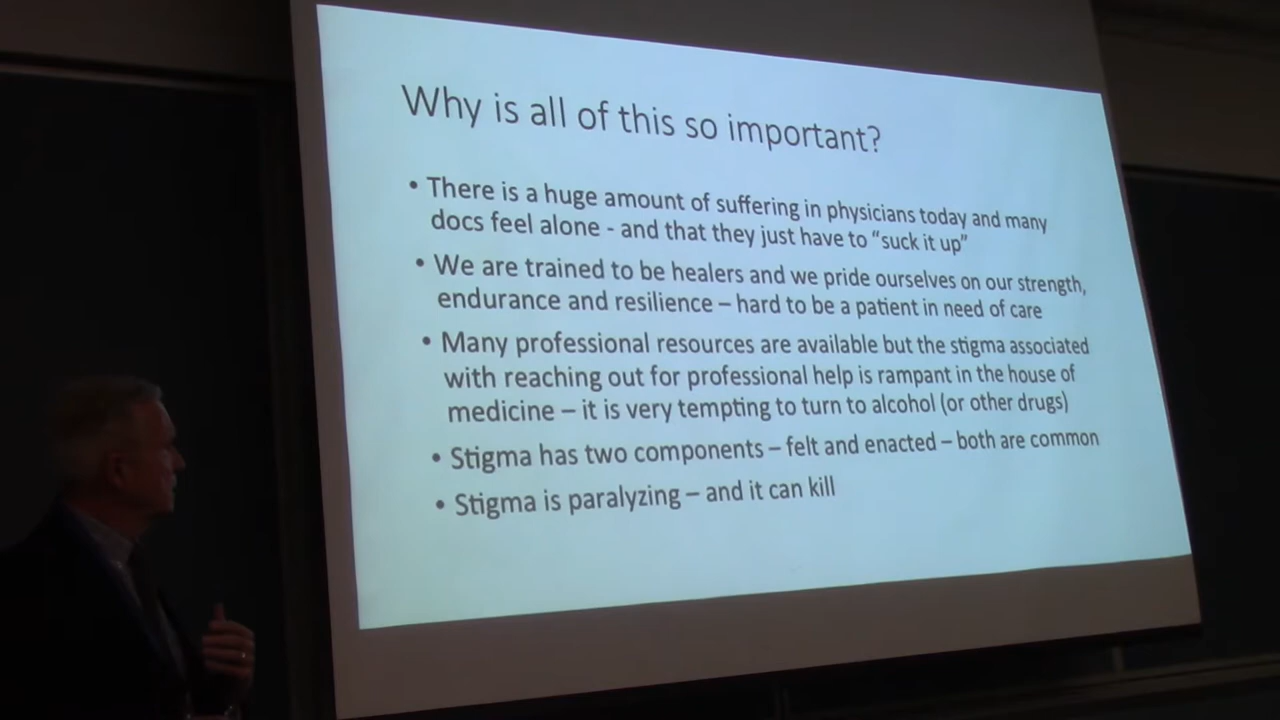 Why is all of this so important?
• There is a huge amount of suffering in physicians today and many
docs feel alone - and that they just have to “suck it up”
• We are trained to be healers and we pride ourselves on our strength,
endurance and resilience – hard to be a patient in need of care
• Many professional resources are available but the stigma associated
with reaching out for professional help is rampant in the house of
medicine – it is very tempting to turn to alcohol (or other drugs)
• Stigma has two components – felt and enacted – both are common
• Stigma is paralyzing – and it can kill